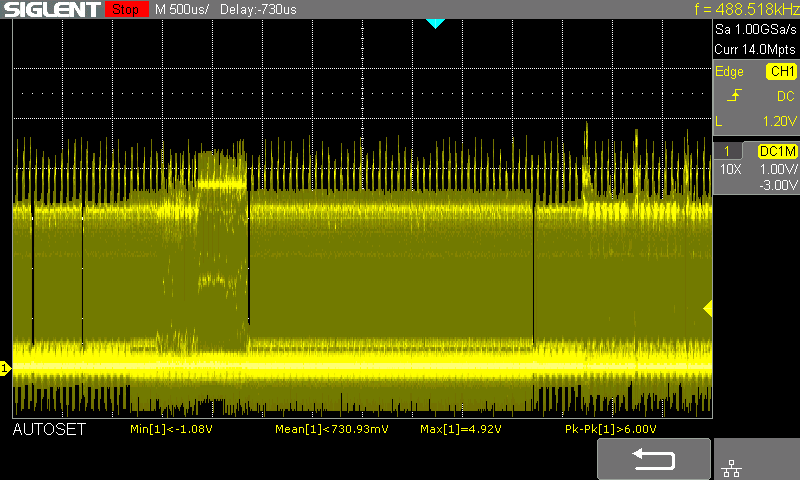 SIGLENT Stop M 500us/ Delay:-730us f = 488.518kHz
Sa 1.00GSa/s
Curr 14.0Mpts
Edge CH1
DC
L 1.20V
1 DC1M
10X 1.00V/
-3.00V
1
AUTOSET Min[1]<-1.08V Mean[1]<730.93mV Max[1]=4.92V Pk-Pk[1]>6.00V